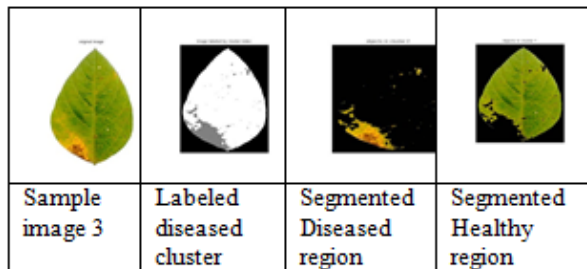 Sample
image 3
Labeled
diseased
cluster
Segmented
Diseased
region
Segmented
Healthy
region